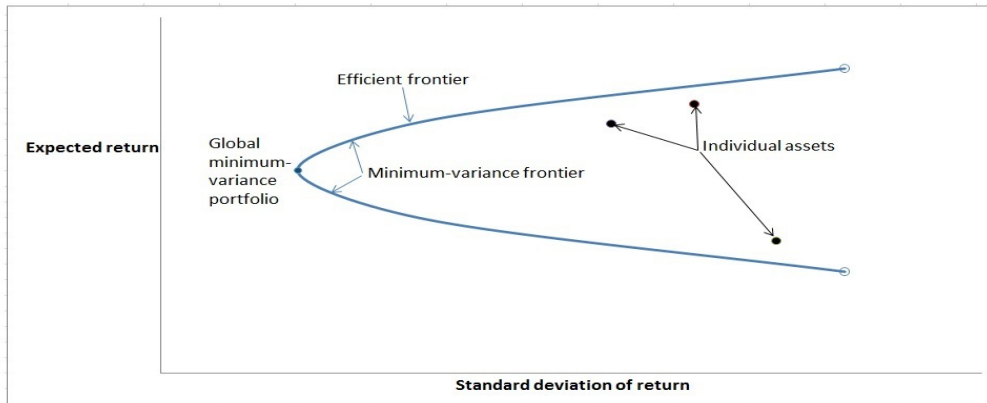 Efficient frontier
Expected return
Global
minimum-
variance
portfolio
Individual assets
Minimum-variance frontier
Standard deviation of return